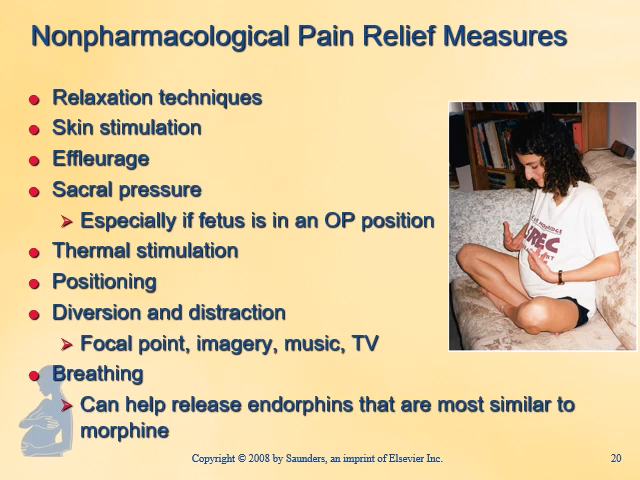 Nonpharmacological Pain Relief Measures
Relaxation techniques
Skin stimulation
Effleurage
Sacral pressure
Especially if fetus is in an OP position
Thermal stimulation
Positioning
Diversion and distraction
Focal point, imagery, music, TV
Breathing
Can help release endorphins that are most similar to
morphine
Copyright © 2008 by Saunders, an imprint of Elsevier Inc.
20